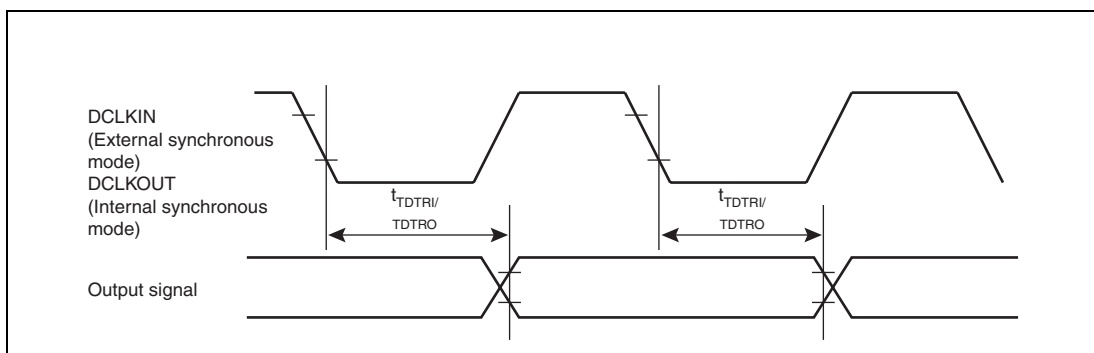 DCLKIN
(External synchronous
mode)
DCLKOUT
(Internal synchronous
mode)
tTDTRI/
TDTRO
tTDTRI/
TDTRO
Output signal